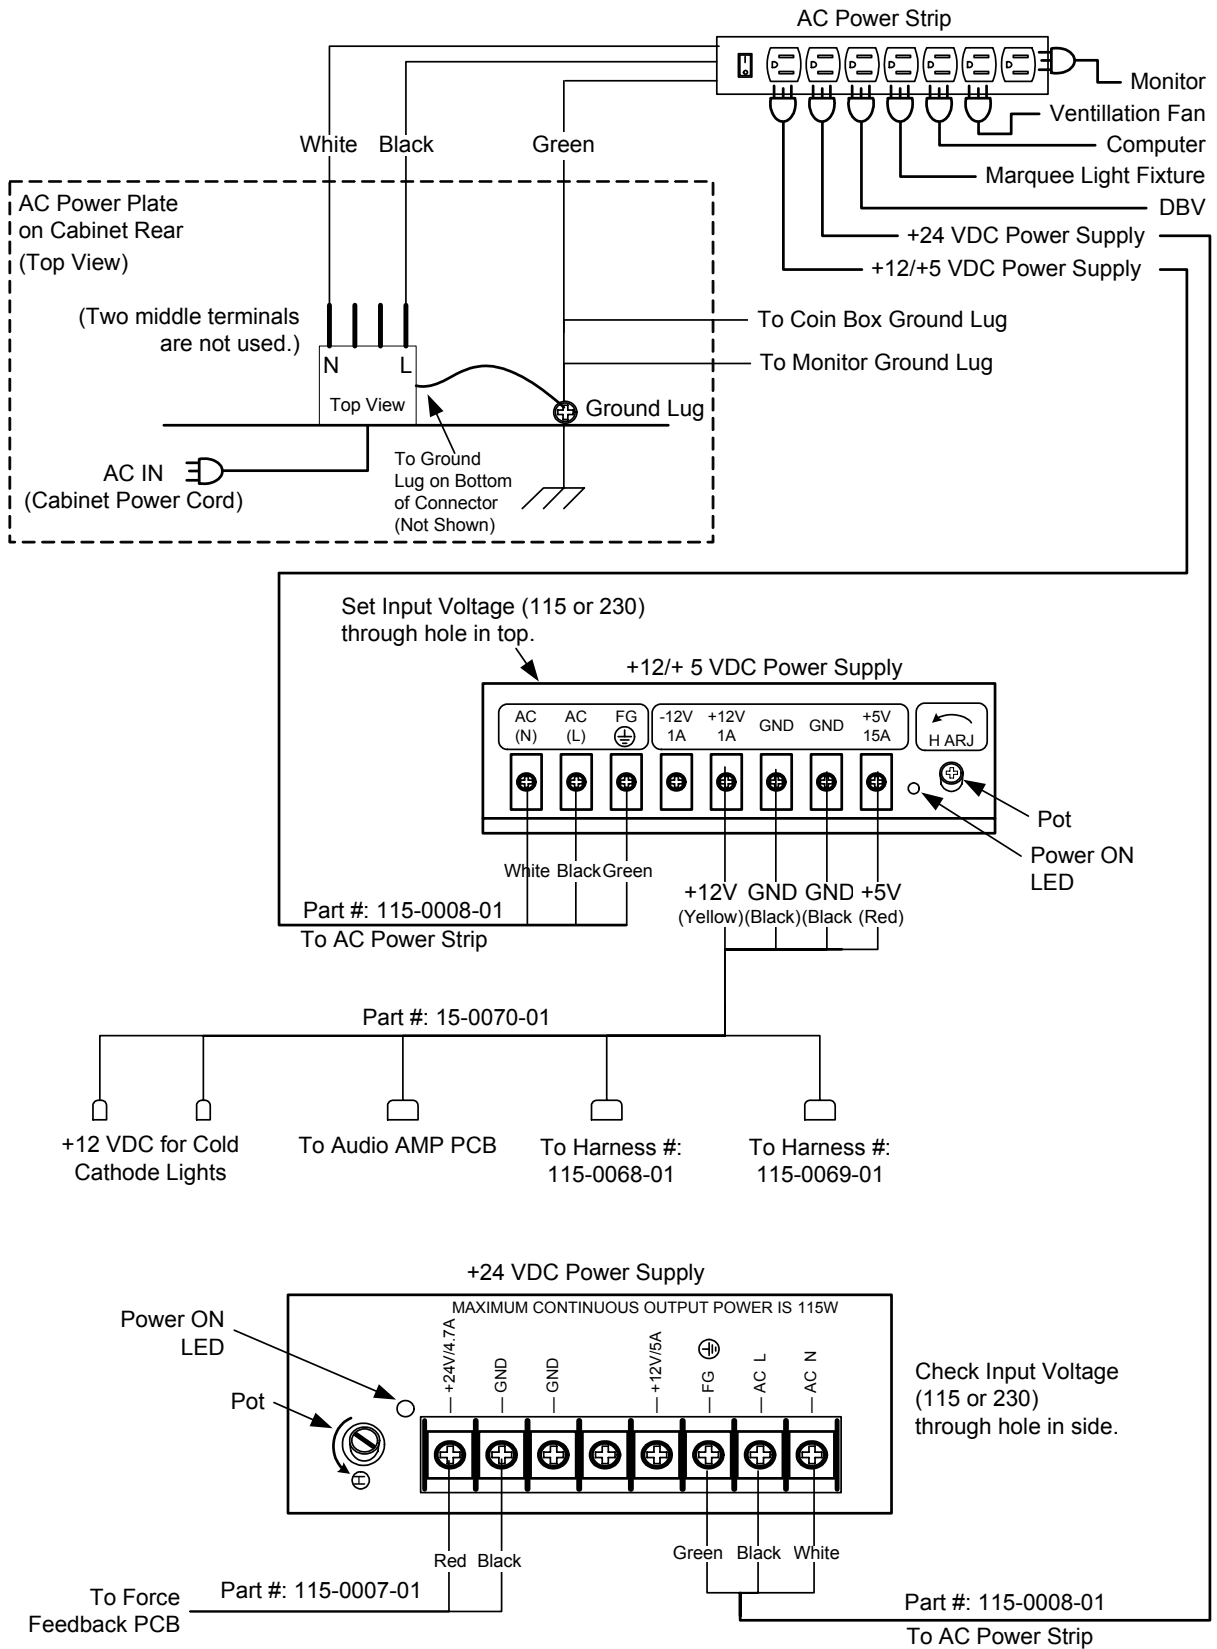 AC Power Strip
Monitor
Ventillation Fan
Computer
Marquee Light Fixture
DBV
+24 VDC Power Supply
+12/+5 VDC Power Supply
White
Black
Green
AC Power Plate
on Cabinet Rear
(Top View)
(Two middle terminals
are not used.)
N
L
Top View
To Coin Box Ground Lug
To Monitor Ground Lug
Ground Lug
AC IN
(Cabinet Power Cord)
To Ground
Lug on Bottom
of Connector
(Not Shown)
Set Input Voltage (115 or 230)
through hole in top.
+12/+ 5 VDC Power Supply
AC
(N)
AC
(L)
FG
-12V
1A
+12V
1A
GND
GND
+5V
15A
H ARJ
Pot
Power ON
LED
White
Black
Green
+12V
(Yellow)
GND
(Black)
GND
(Black
+5V
(Red)
Part #: 115-0008-01
To AC Power Strip
Part #: 15-0070-01
+12 VDC for Cold
Cathode Lights
To Audio AMP PCB
To Harness #:
115-0068-01
To Harness #:
115-0069-01
+24 VDC Power Supply
MAXIMUM CONTINUOUS OUTPUT POWER IS 115W
Power ON
LED
Pot
H
+24V/4.7A
GND
GND
+12V/5A
FG
AC L
AC N
Check Input Voltage
(115 or 230)
through hole in side.
Red
Black
Green
Black
White
To Force
Feedback PCB
Part #: 115-0007-01
Part #: 115-0008-01
To AC Power Strip